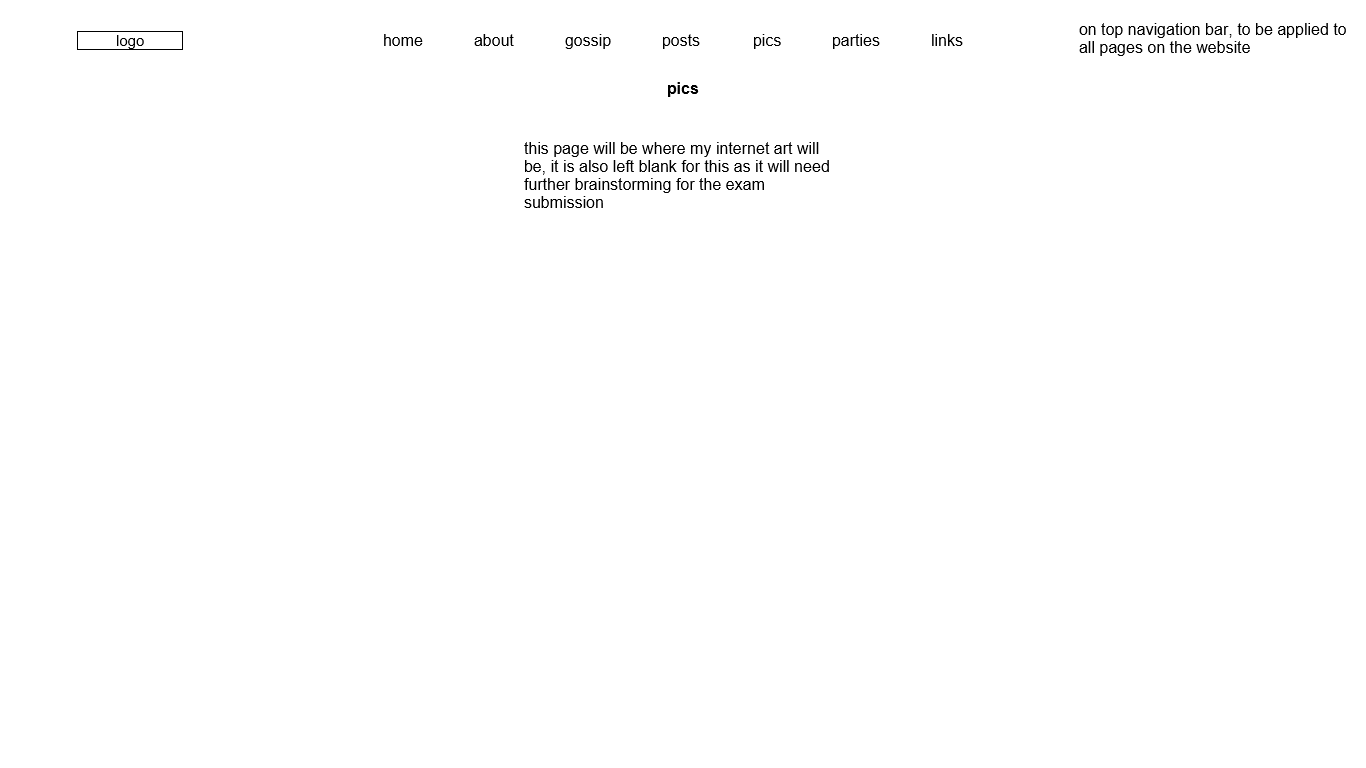 logo
home about gossip posts pics parties links
on top navigation bar, to be applied to
all pages on the website
pics
this page will be where my internet art will
be, it is also left blank for this as it will need
further brainstorming for the exam
submission